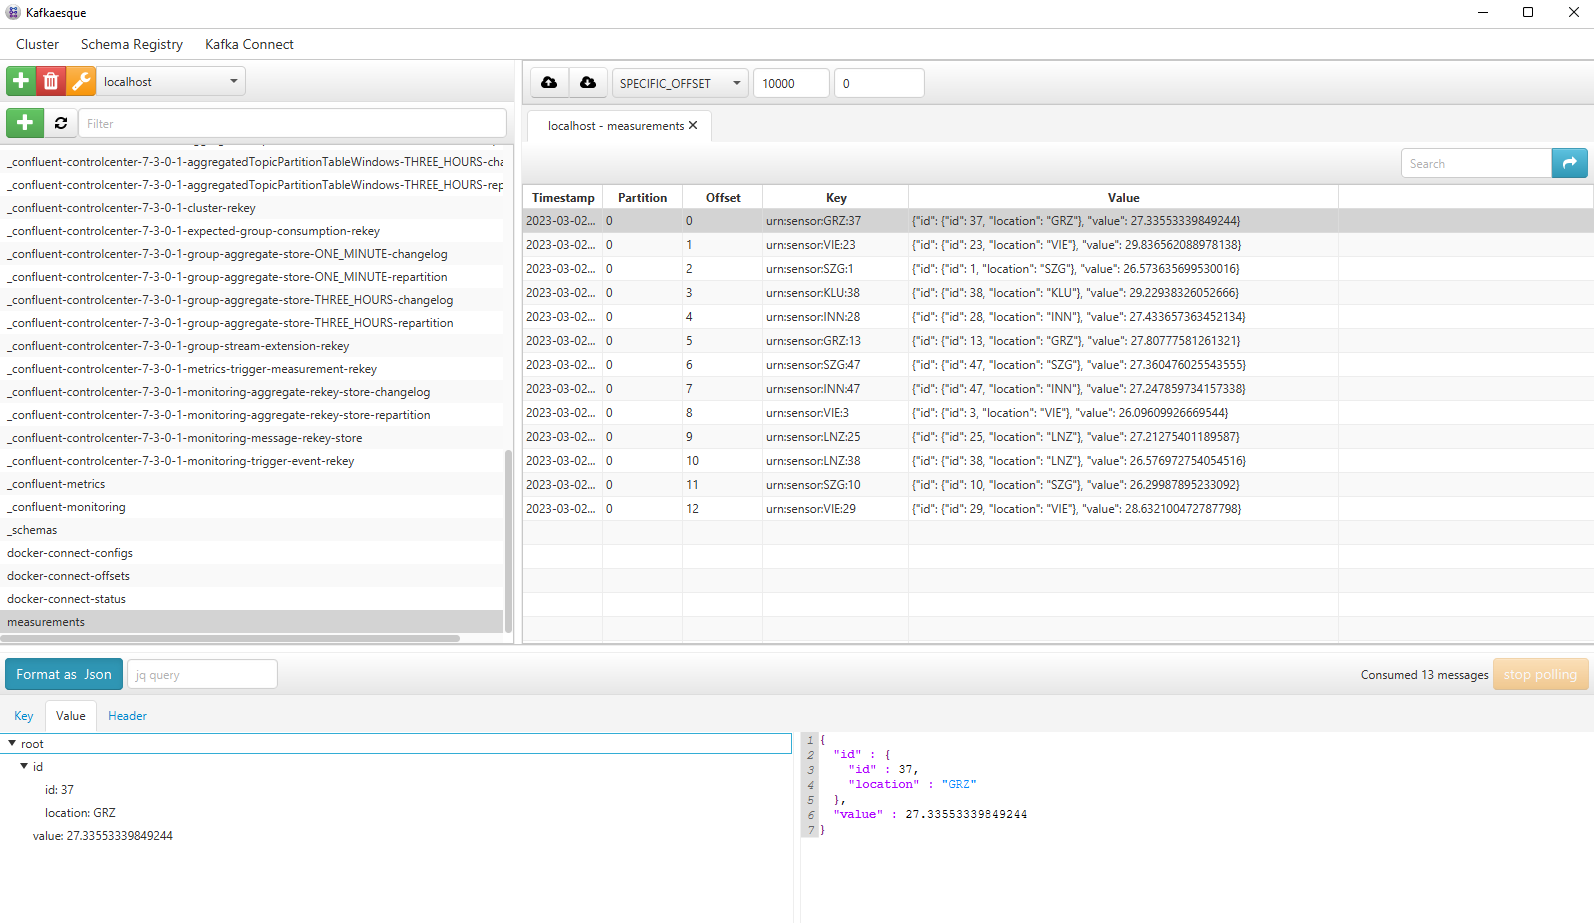 Kafkaesque
Cluster Schema Registry Kafka Connect
localhost
SPECIFIC_OFFSET 10000 0
Filter
localhost - measurements
Search
_confluent-controlcenter-7-3-0-1-aggregatedTopicPartitionTableWindows-THREE_HOURS-cha
_confluent-controlcenter-7-3-0-1-aggregatedTopicPartitionTableWindows-THREE_HOURS-rep
_confluent-controlcenter-7-3-0-1-cluster-rekey
_confluent-controlcenter-7-3-0-1-expected-group-consumption-rekey
_confluent-controlcenter-7-3-0-1-group-aggregate-store-ONE_MINUTE-changelog
_confluent-controlcenter-7-3-0-1-group-aggregate-store-ONE_MINUTE-repartition
_confluent-controlcenter-7-3-0-1-group-aggregate-store-THREE_HOURS-changelog
_confluent-controlcenter-7-3-0-1-group-aggregate-store-THREE_HOURS-repartition
_confluent-controlcenter-7-3-0-1-group-stream-extension-rekey
_confluent-controlcenter-7-3-0-1-metrics-trigger-measurement-rekey
_confluent-controlcenter-7-3-0-1-monitoring-aggregate-rekey-store-changelog
_confluent-controlcenter-7-3-0-1-monitoring-aggregate-rekey-store-repartition
_confluent-controlcenter-7-3-0-1-monitoring-message-rekey-store
_confluent-controlcenter-7-3-0-1-monitoring-trigger-event-rekey
_confluent-metrics
_confluent-monitoring
_schemas
docker-connect-configs
docker-connect-offsets
docker-connect-status
measurements
Timestamp Partition Offset Key Value
2023-03-02... 0 0 urn:sensor:GRZ:37 {"id": {"id": 37, "location": "GRZ"}, "value": 27.33553339849244}
2023-03-02... 0 1 urn:sensor:VIE:23 {"id": {"id": 23, "location": "VIE"}, "value": 29.836562088978138}
2023-03-02... 0 2 urn:sensor:SZG:1 {"id": {"id": 1, "location": "SZG"}, "value": 26.573635699530016}
2023-03-02... 0 3 urn:sensor:KLU:38 {"id": {"id": 38, "location": "KLU"}, "value": 29.22938326052666}
2023-03-02... 0 4 urn:sensor:INN:28 {"id": {"id": 28, "location": "INN"}, "value": 27.433657363452134}
2023-03-02... 0 5 urn:sensor:GRZ:13 {"id": {"id": 13, "location": "GRZ"}, "value": 27.80777581261321}
2023-03-02... 0 6 urn:sensor:SZG:47 {"id": {"id": 47, "location": "SZG"}, "value": 27.360476025543555}
2023-03-02... 0 7 urn:sensor:INN:47 {"id": {"id": 47, "location": "INN"}, "value": 27.247859734157338}
2023-03-02... 0 8 urn:sensor:VIE:3 {"id": {"id": 3, "location": "VIE"}, "value": 26.09609926669544}
2023-03-02... 0 9 urn:sensor:LNZ:25 {"id": {"id": 25, "location": "LNZ"}, "value": 27.21275401189587}
2023-03-02... 0 10 urn:sensor:LNZ:38 {"id": {"id": 38, "location": "LNZ"}, "value": 26.576972754054516}
2023-03-02... 0 11 urn:sensor:SZG:10 {"id": {"id": 10, "location": "SZG"}, "value": 26.29987895233092}
2023-03-02... 0 12 urn:sensor:VIE:29 {"id": {"id": 29, "location": "VIE"}, "value": 28.632100472787798}
Format as Json jq query Consumed 13 messages stop polling
Key Value Header
root
id
id: 37
location: GRZ
value: 27.33553339849244
1 {
2 "id" : {
3 "id" : 37,
4 "location" : "GRZ"
5 },
6 "value" : 27.33553339849244
7 }